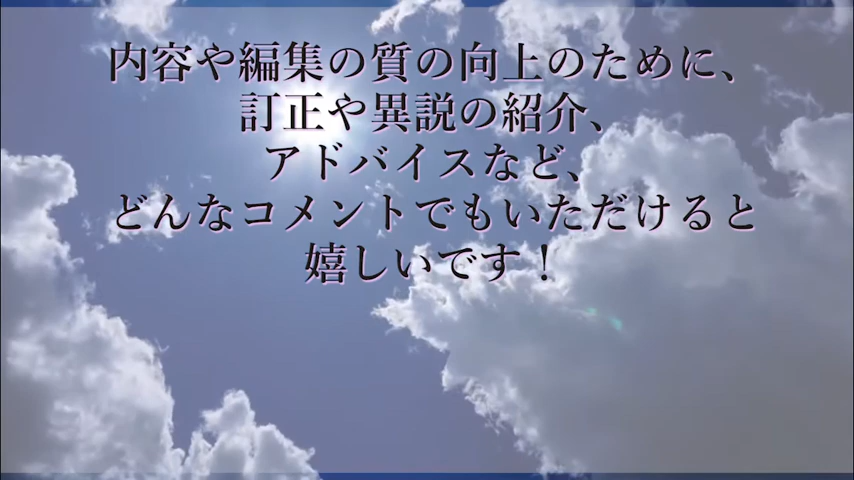 内容や編集の質の向上のために、
訂正や異説の紹介、
アドバイスなど、
どんなコメントでもいただけると
嬉しいです！